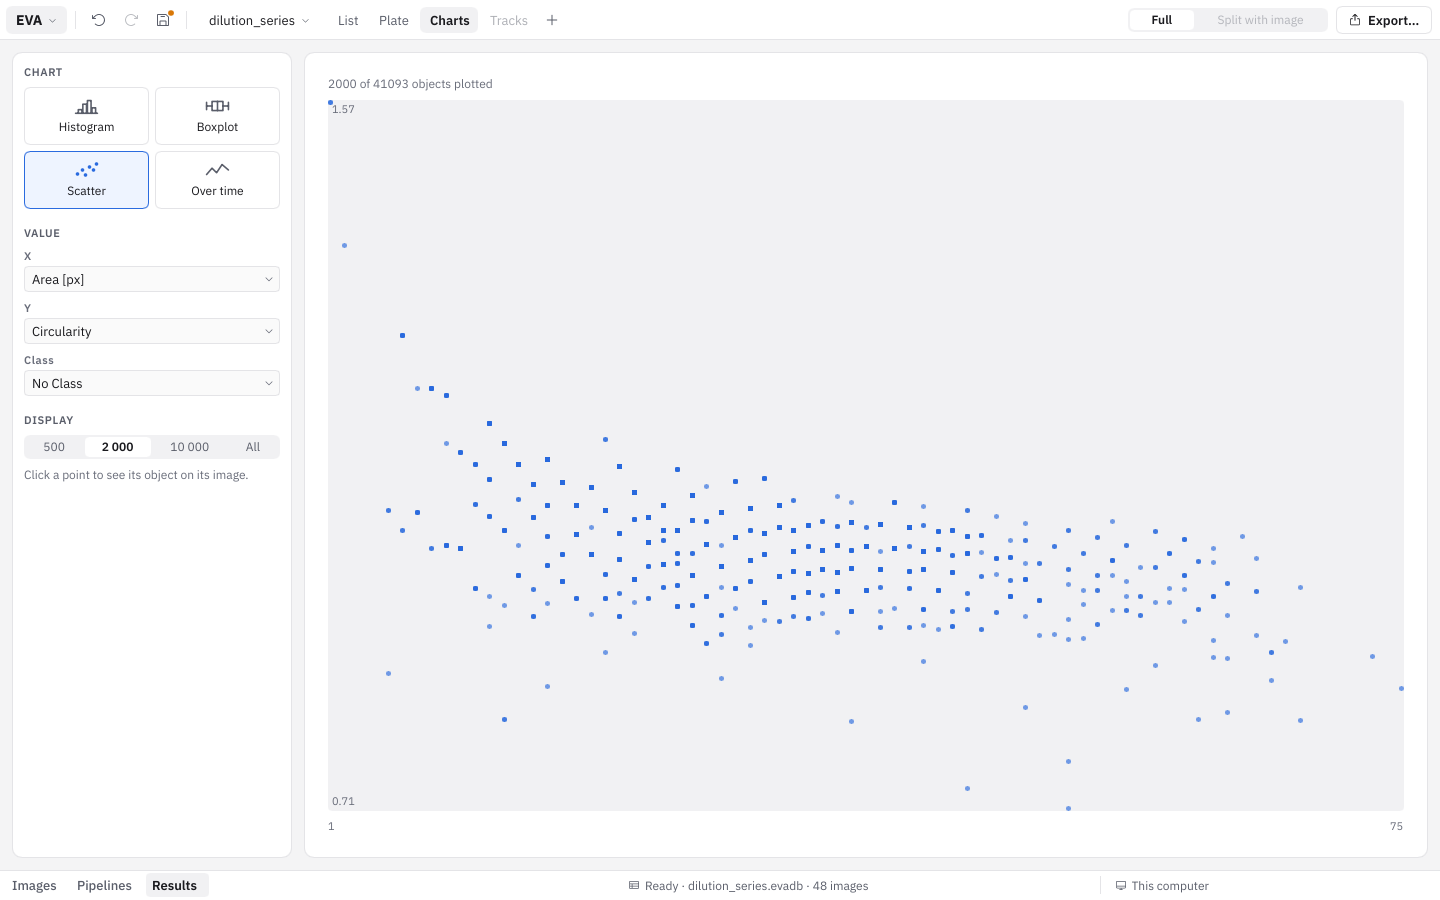 EVA
dilution_series
List
Plate
Charts
Tracks
Full
Split with image
Export...
CHART
Histogram
Boxplot
Scatter
Over time
VALUE
X
Area [px]
Y
Circularity
Class
No Class
DISPLAY
500
2 000
10 000
All
Click a point to see its object on its image.
2000 of 41093 objects plotted
1.57
0.71
1
75
Images
Pipelines
Results
Ready · dilution_series.evadb · 48 images
This computer